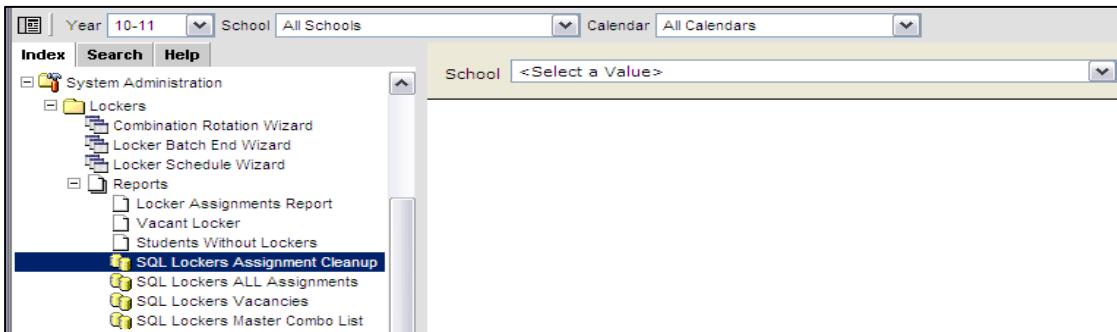 Year 10-11 School All Schools Calendar All Calendars
Index Search Help
School <Select a Value>
System Administration
Lockers
Combination Rotation Wizard
Locker Batch End Wizard
Locker Schedule Wizard
Reports
Locker Assignments Report
Vacant Locker
Students Without Lockers
SQL Lockers Assignment Cleanup
SQL Lockers ALL Assignments
SQL Lockers Vacancies
SQL Lockers Master Combo List